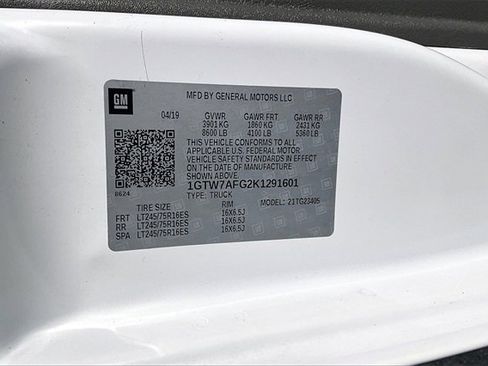 GM
MFD BY GENERAL MOTORS LLC
04/19 GVWR GAWR FRT GAWR RR
3901 KG 1860 KG 2431 KG
8600 LB 4100 LB 5360 LB
THIS VEHICLE CONFORMS TO ALL
APPLICABLE U.S. FEDERAL MOTOR
VEHICLE SAFETY STANDARDS IN EFFECT
ON THE DATE OF MANUFACTURE
SHOWN ABOVE.
1GTW7AFG2K1291601
8624
TYPE: TRUCK MODEL: 21TG23405
TIRE SIZE RIM
FRT LT245/75R16ES 16X6.5J
RR LT245/75R16ES 16X6.5J
SPA LT245/75R16ES 16X6.5J